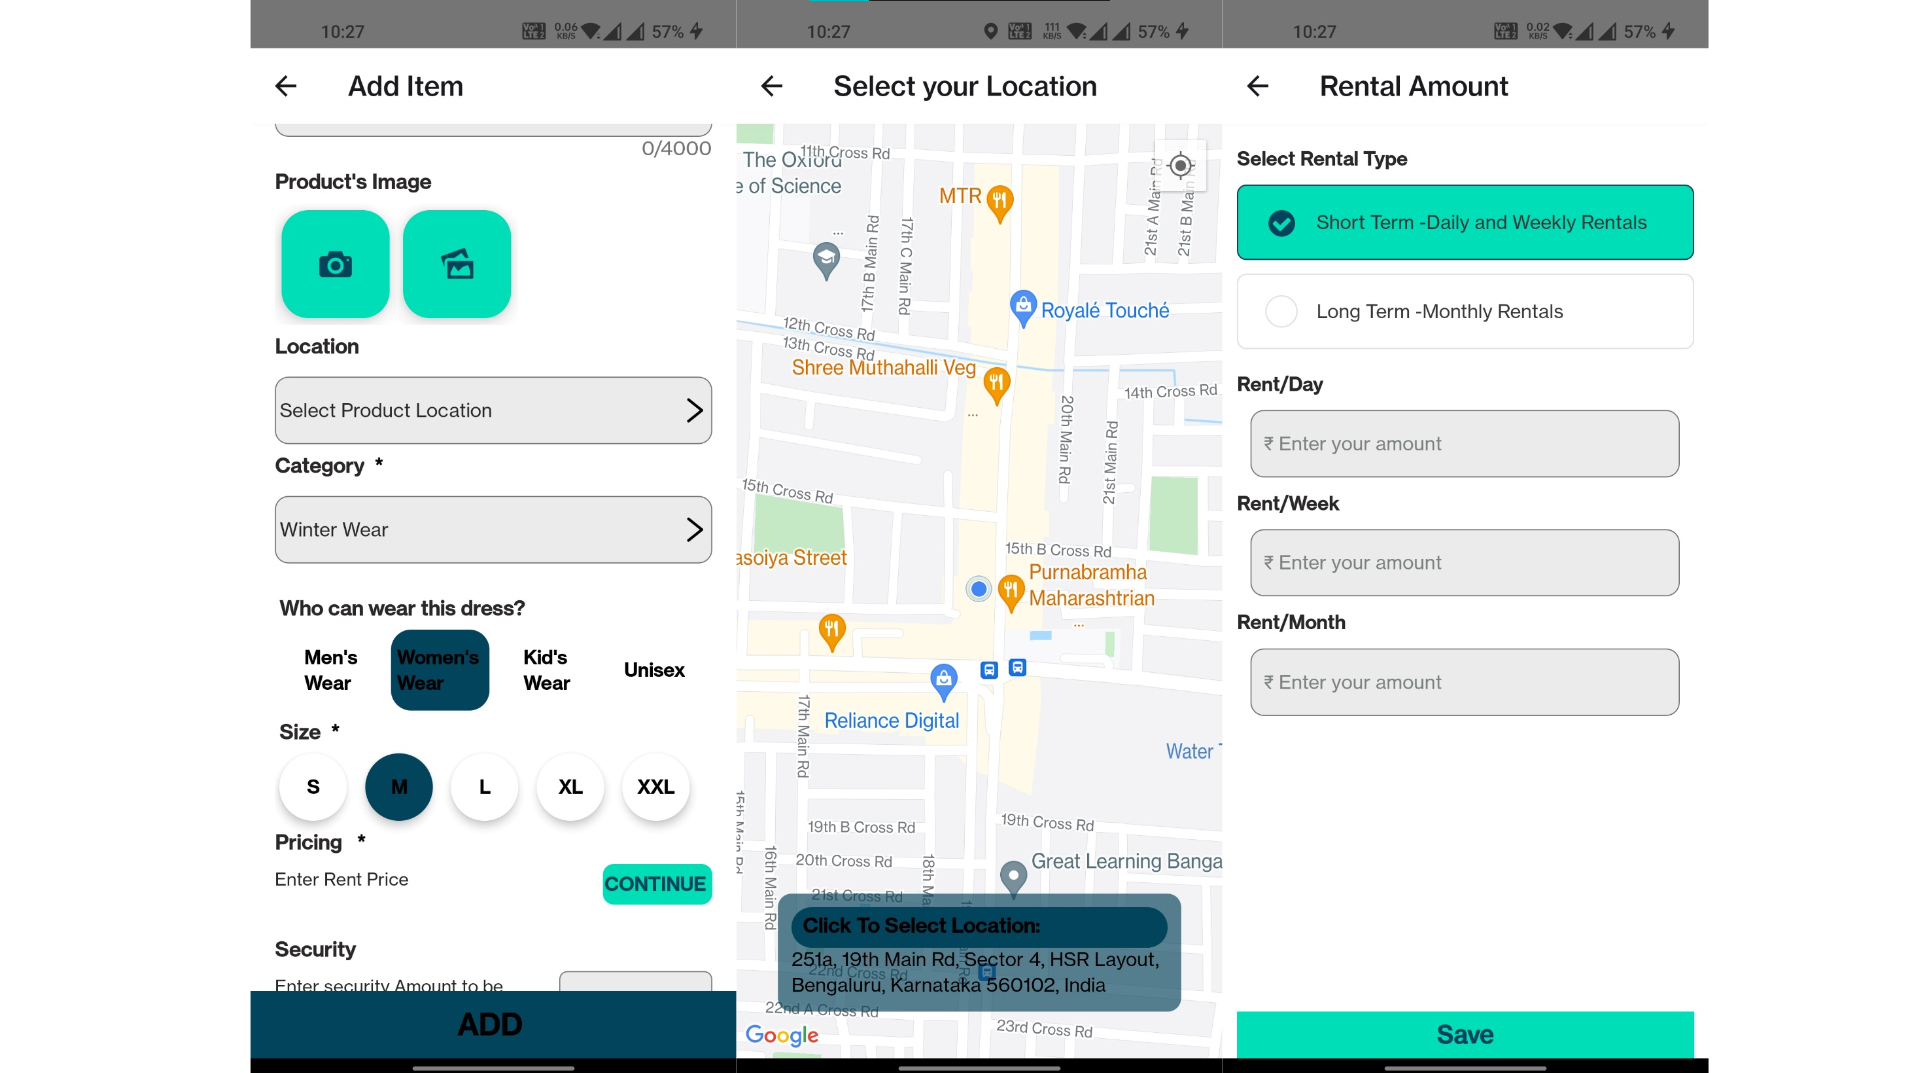 10:27
VoA 1
LTE 2
0.06
KB/S
57%
Add Item
0/4000
Product's Image
Location
Select Product Location
Category *
Winter Wear
Who can wear this dress?
Men's
Wear
Women's
Wear
Kid's
Wear
Unisex
Size *
S
M
L
XL
XXL
Pricing *
Enter Rent Price
CONTINUE
Security
Enter security Amount to be
ADD
10:27
111
KB/S
57%
Select your Location
11th Cross Rd
The Oxford
e of Science
MTR
21st A Main Rd
21st B Main Rd
17th B Main Rd
17th C Main Rd
...
Royalé Touché
12th Cross Rd
13th Cross Rd
Shree Muthahalli Veg
...
14th Cross Rd
20th Main Rd
21st Main Rd
15th Cross Rd
asoiya Street
15th B Cross Rd
Purnabramha
Maharashtrian
...
Reliance Digital
17th Main Rd
Water
15th Main Rd
19th Cross Rd
19th B Cross Rd
20th Cross Rd
16th Main Rd
18th Ma
Great Learning Banga
21st Cross Rd
Click To Select Location:
251a, 19th Main Rd, Sector 4, HSR Layout,
22nd Cross Rd
Bengaluru, Karnataka 560102, India
22nd A Cross Rd
23rd Cross Rd
Google
10:27
0.02
KB/S
57%
Rental Amount
Select Rental Type
Short Term -Daily and Weekly Rentals
Long Term -Monthly Rentals
Rent/Day
₹ Enter your amount
Rent/Week
₹ Enter your amount
Rent/Month
₹ Enter your amount
Save